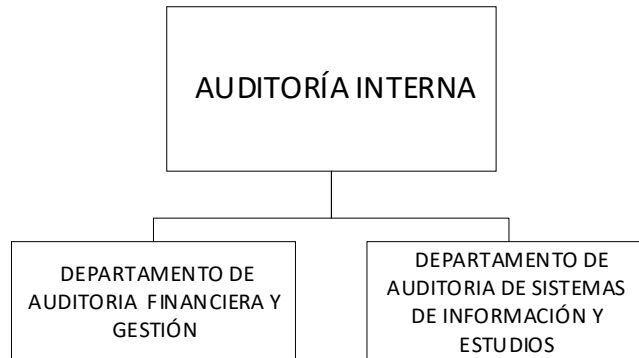 AUDITORÍA INTERNA
DEPARTAMENTO DE
AUDITORIA FINANCIERA Y
GESTIÓN
DEPARTAMENTO DE
AUDITORIA DE SISTEMAS
DE INFORMACIÓN Y
ESTUDIOS